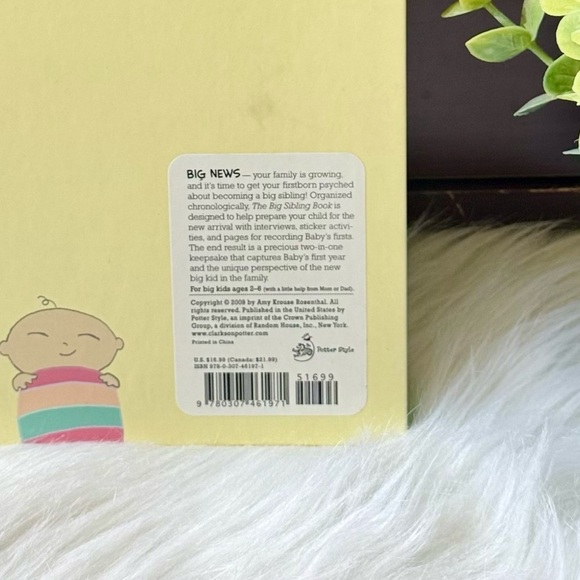 BIG NEWS — your family is growing,
and it's time to get your firstborn psyched
about becoming a big sibling! Organized
chronologically, The Big Sibling Book is
designed to help prepare your child for the
new arrival with interviews, sticker activi-
ties, and pages for recording Baby's firsts.
The end result is a precious two-in-one
keepsake that captures Baby's first year
and the unique perspective of the new
big kid in the family.
For big kids ages 2–6 (with a little help from Mom or Dad).
Copyright © 2009 by Amy Krouse Rosenthal. All
rights reserved. Published in the United States by
Potter Style, an imprint of the Crown Publishing
Group, a division of Random House, Inc., New York.
www.clarksonpotter.com
Printed in China
Potter Style
U.S. $16.99 (Canada: $21.99)
ISBN 978-0-307-46197-1
51699
9 780307 461971